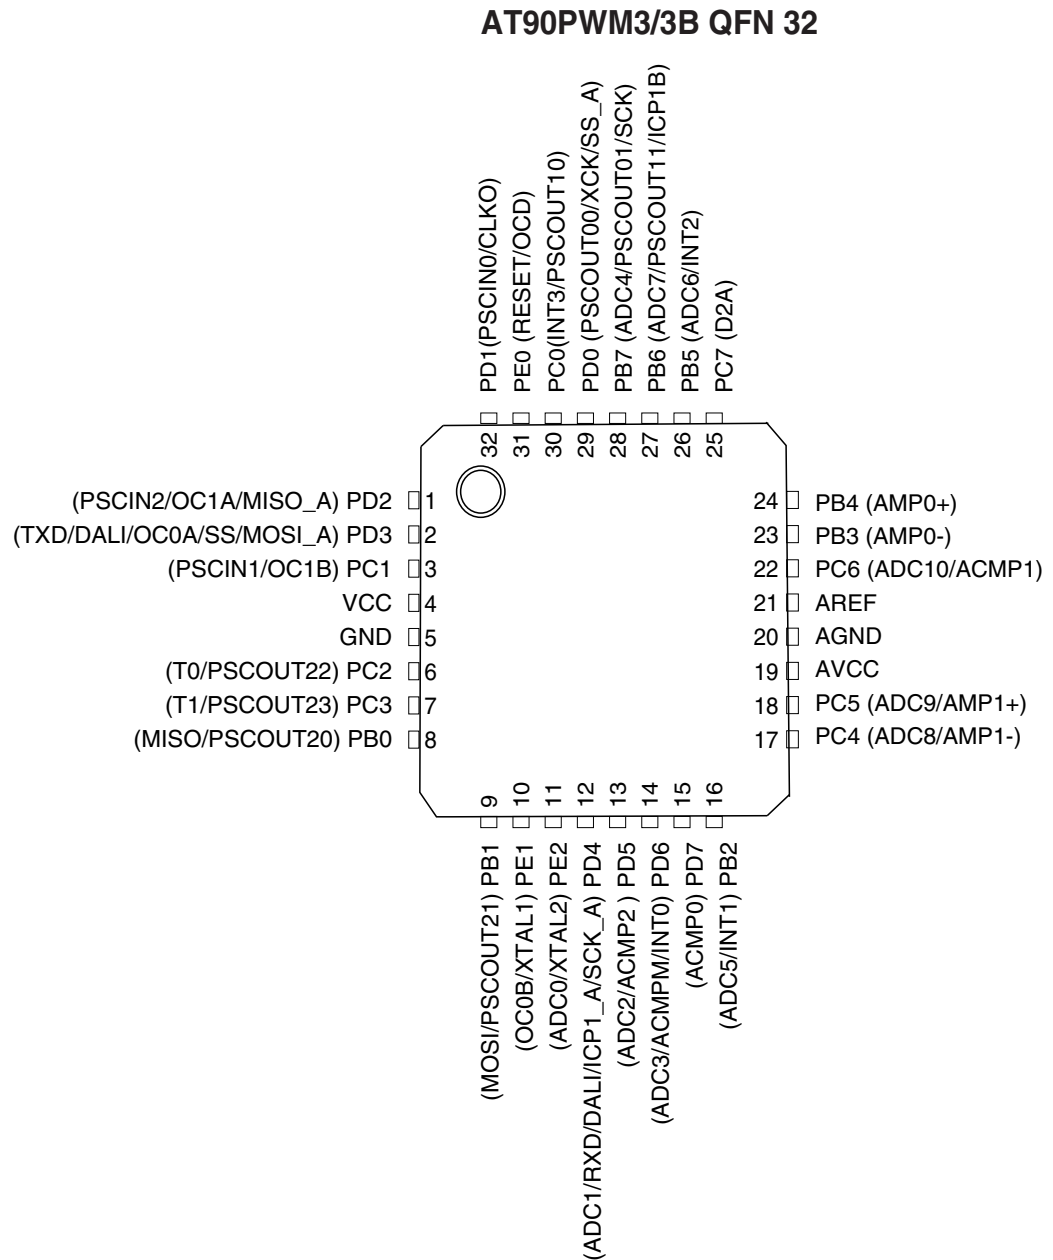 AT90PWM3/3B QFN 32
PD1(PSCIN0/CLKO)
PE0 (RESET/OCD)
PC0(INT3/PSCOUT10)
PD0 (PSCOUT00/XCK/SS_A)
PB7 (ADC4/PSCOUT01/SCK)
PB6 (ADC7/PSCOUT11/ICP1B)
PB5 (ADC6/INT2)
PC7 (D2A)
32
31
30
29
28
27
26
25
(PSCIN2/OC1A/MISO_A) PD2 1
(TXD/DALI/OC0A/SS/MOSI_A) PD3 2
(PSCIN1/OC1B) PC1 3
VCC 4
GND 5
(T0/PSCOUT22) PC2 6
(T1/PSCOUT23) PC3 7
(MISO/PSCOUT20) PB0 8
24 PB4 (AMP0+)
23 PB3 (AMP0-)
22 PC6 (ADC10/ACMP1)
21 AREF
20 AGND
19 AVCC
18 PC5 (ADC9/AMP1+)
17 PC4 (ADC8/AMP1-)
9
10
11
12
13
14
15
16
(MOSI/PSCOUT21) PB1
(OC0B/XTAL1) PE1
(ADC0/XTAL2) PE2
(ADC1/RXD/DALI/ICP1_A/SCK_A) PD4
(ADC2/ACMP2 ) PD5
(ADC3/ACMPM/INT0) PD6
(ACMP0) PD7
(ADC5/INT1) PB2